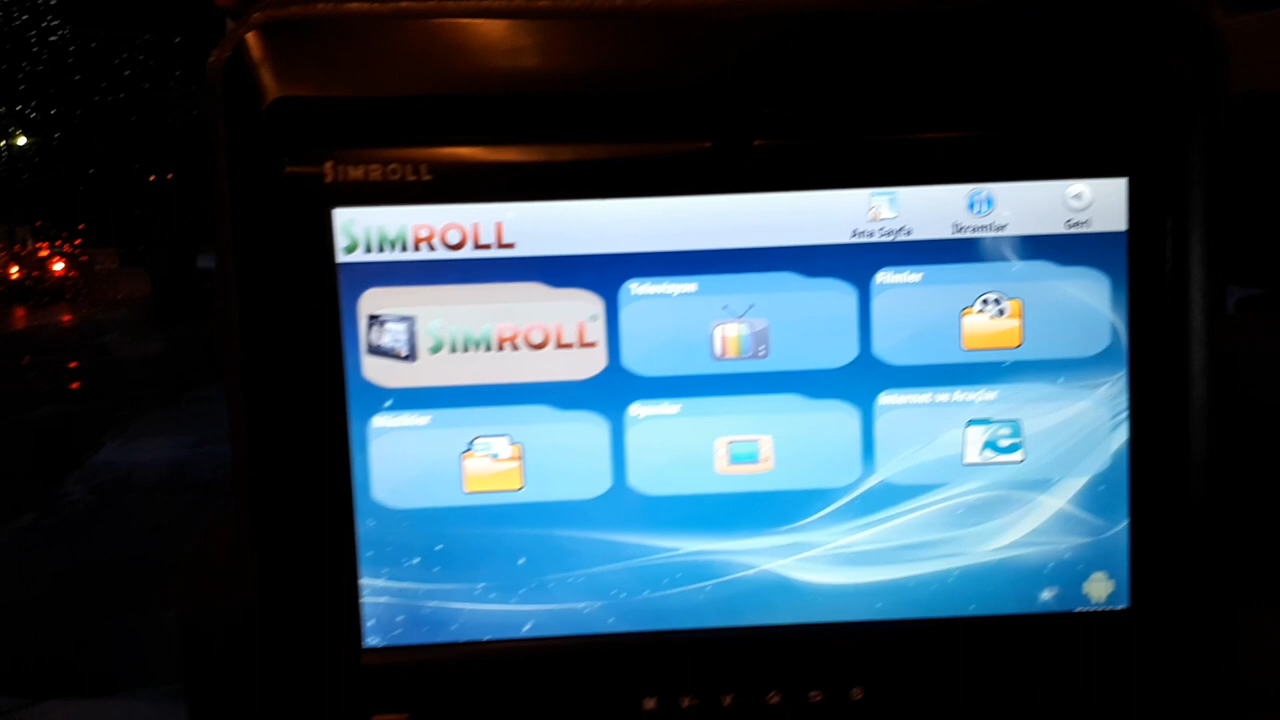 SIMROLL
SIMROLL
Ana Sayfa
İkramlar
Geri
SIMROLL
Televizyon
Filmler
Müzikler
Oyunlar
İnternet ve Araçlar